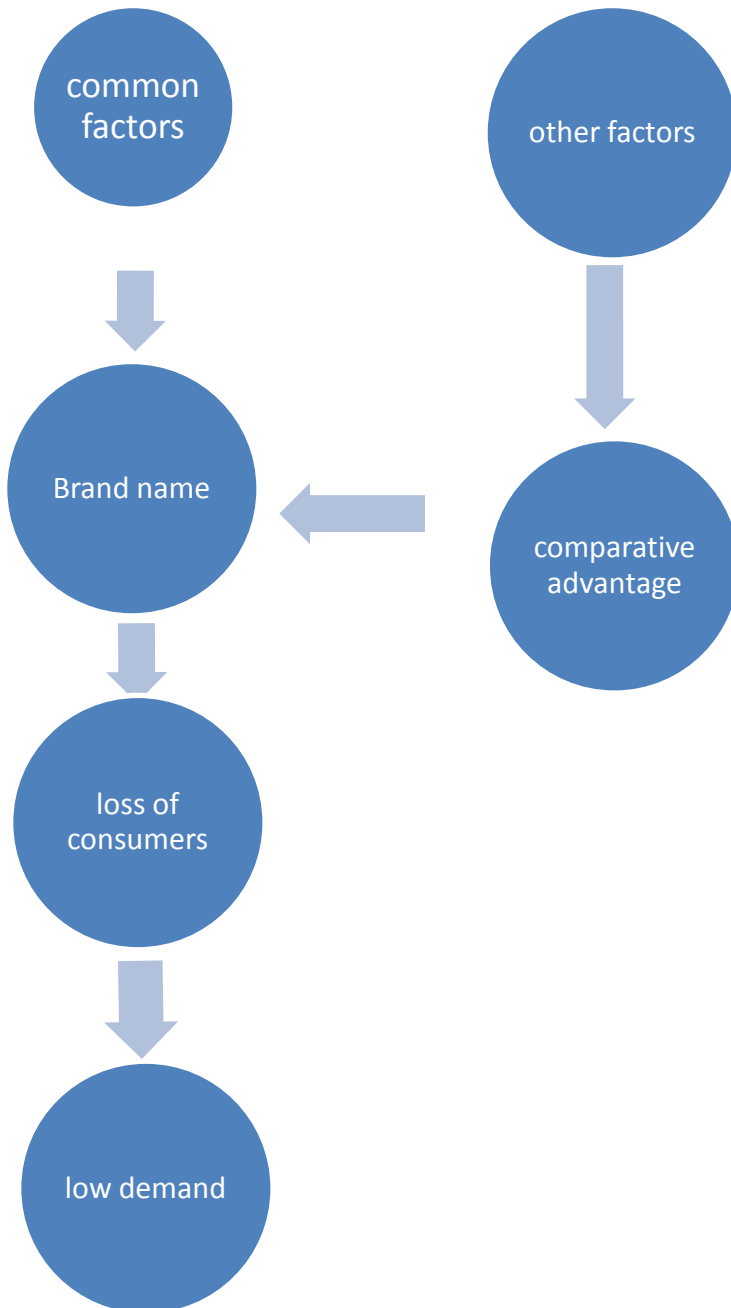 common
factors
other factors
Brand name
comparative
advantage
loss of
consumers
low demand